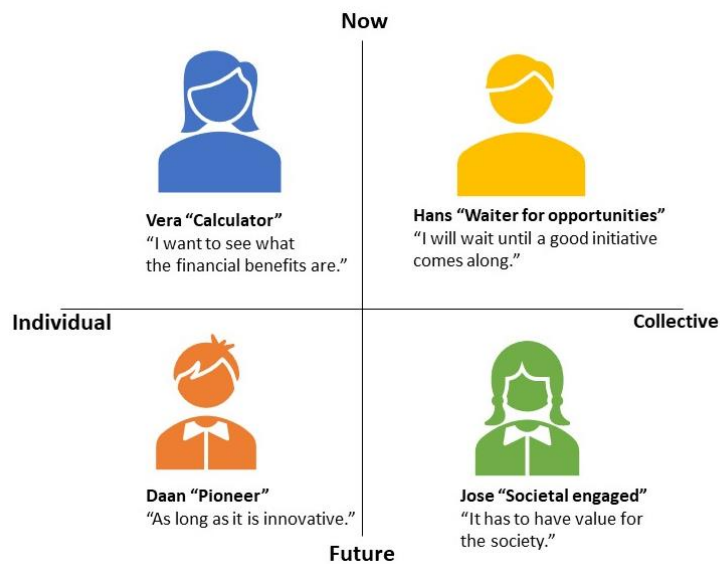 Now
Vera “Calculator”
“I want to see what
the financial benefits are.”
Hans “Waiter for opportunities”
“I will wait until a good initiative
comes along.”
Individual
Collective
Daan “Pioneer”
“As long as it is innovative.”
Jose “Societal engaged”
“It has to have value for
the society.”
Future